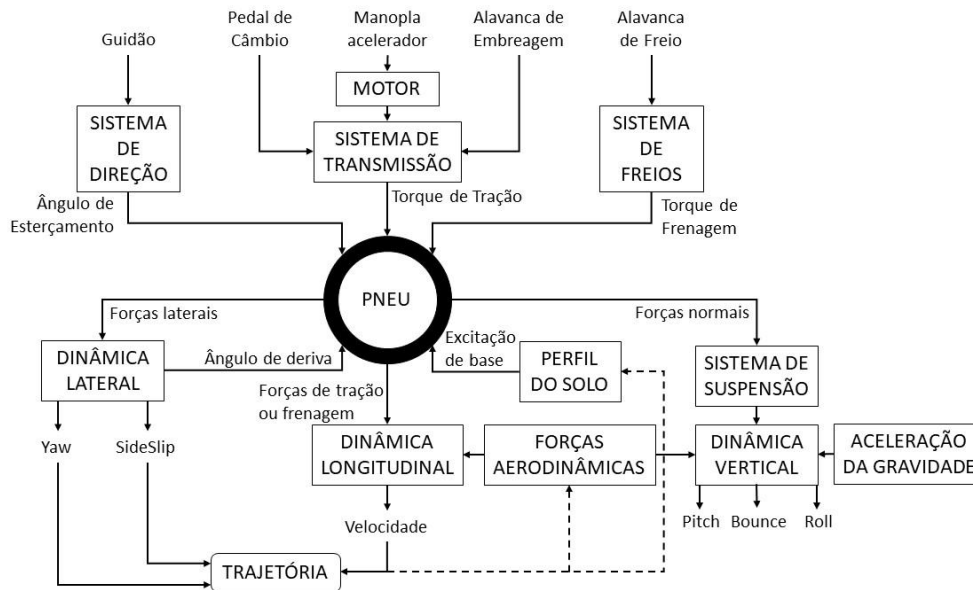 Guidão
Pedal de
Câmbio
Manopla
acelerador
Alavanca de
Embreagem
Alavanca
de Freio
MOTOR
SISTEMA
DE
DIREÇÃO
SISTEMA DE
TRANSMISSÃO
SISTEMA
DE
FREIOS
Ângulo de
Esterçamento
Torque de Tração
Torque de
Frenagem
PNEU
Forças laterais
Forças normais
DINÂMICA
LATERAL
Ângulo de deriva
Excitação
de base
PERFIL
DO SOLO
SISTEMA DE
SUSPENSÃO
Forças de tração
ou frenagem
Yaw
SideSlip
DINÂMICA
LONGITUDINAL
FORÇAS
AERODINÂMICAS
DINÂMICA
VERTICAL
ACELERAÇÃO
DA GRAVIDADE
Velocidade
Pitch
Bounce
Roll
TRAJETÓRIA